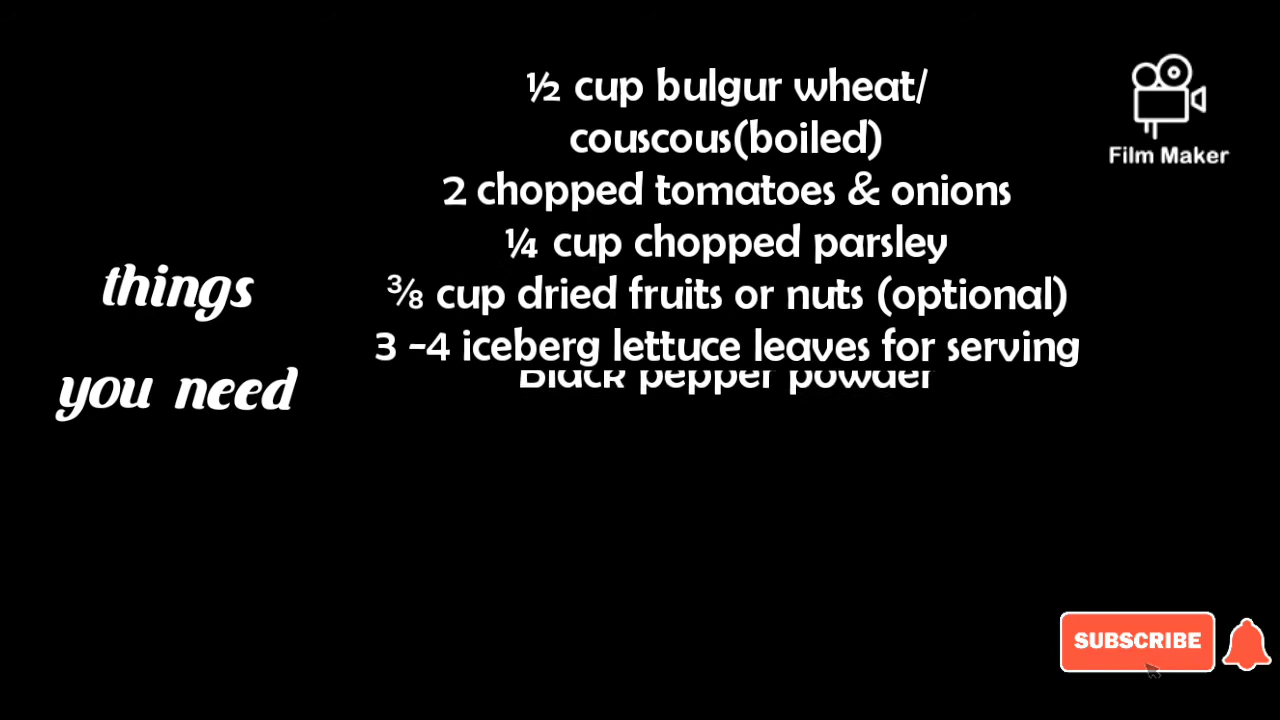 things
you need
½ cup bulgur wheat/
couscous(boiled)
2 chopped tomatoes & onions
¼ cup chopped parsley
⅜ cup dried fruits or nuts (optional)
3 -4 iceberg lettuce leaves for serving
Black pepper powder
Film Maker
SUBSCRIBE